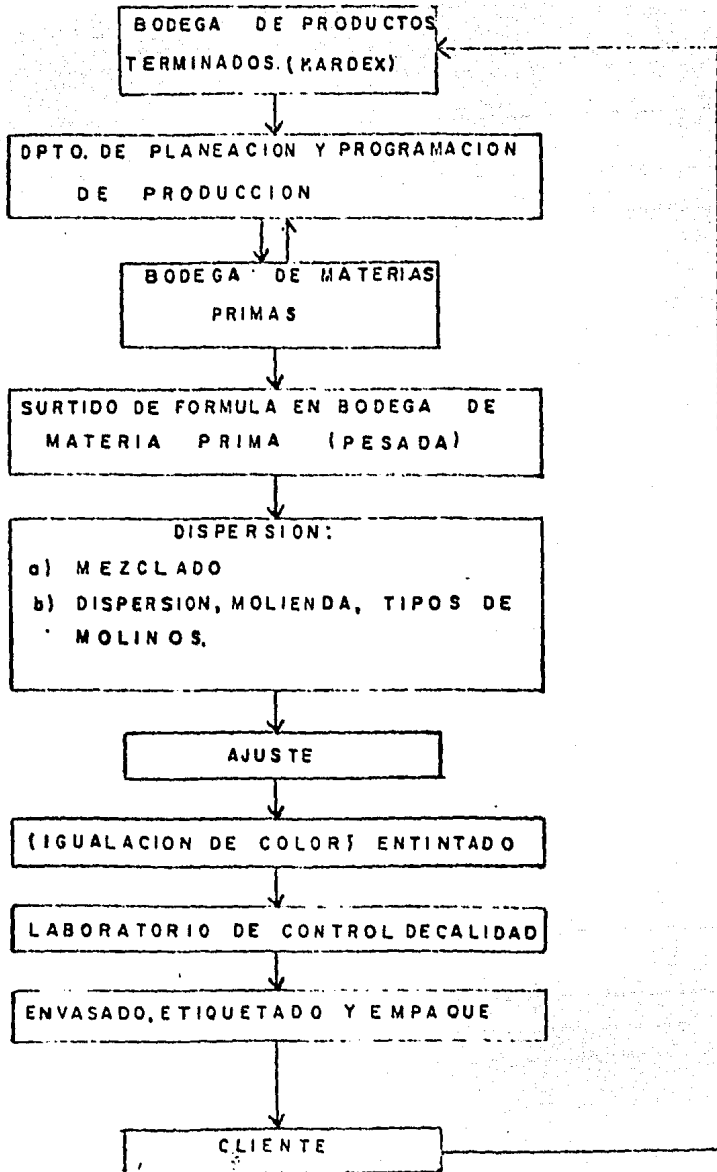 BODEGA DE PRODUCTOS
TERMINADOS. (KARDEX)
DPTO. DE PLANEACION Y PROGRAMACION
DE PRODUCCION
BODEGA DE MATERIAS
PRIMAS
SURTIDO DE FORMULA EN BODEGA DE
MATERIA PRIMA (PESADA)
DISPERSION:
a) MEZCLADO
b) DISPERSION, MOLIENDA, TIPOS DE
MOLINOS.
AJUSTE
(IGUALACION DE COLOR) ENTINTADO
LABORATORIO DE CONTROL DECALIDAD
ENVASADO, ETIQUETADO Y EMPAQUE
CLIENTE